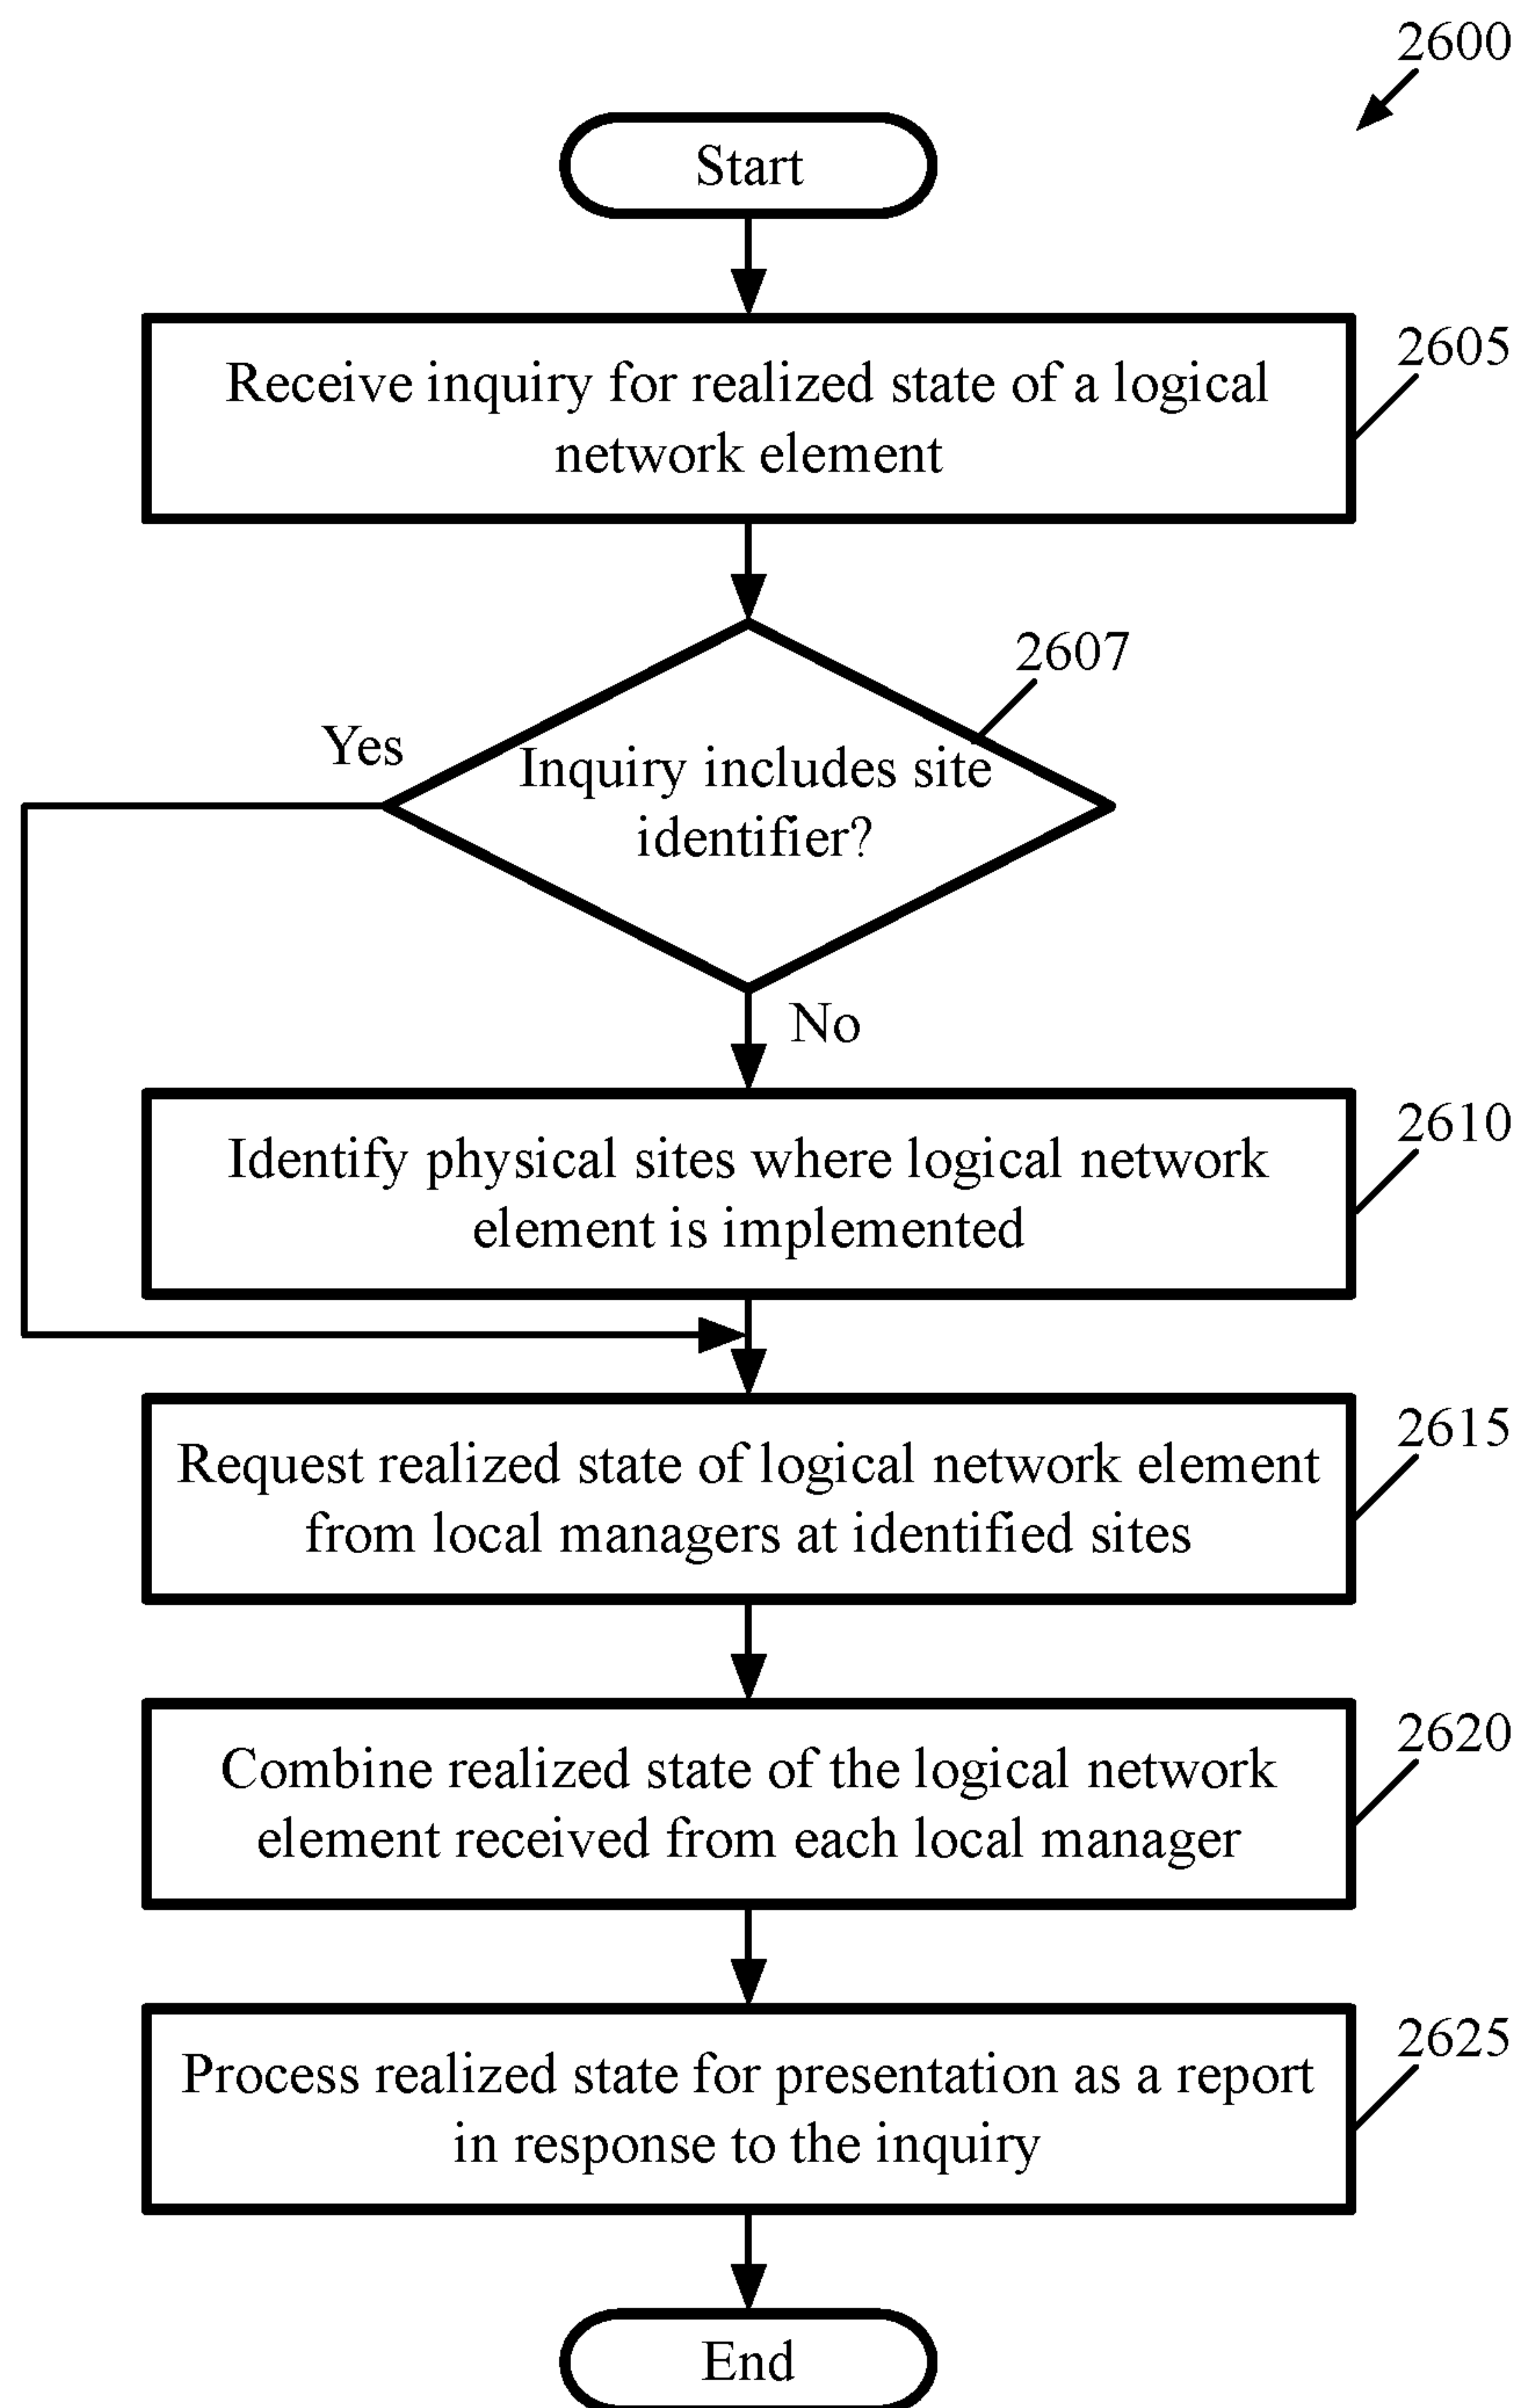 2600
Start
Receive inquiry for realized state of a logical
network element
2605
2607
Yes
Inquiry includes site
identifier?
No
Identify physical sites where logical network
element is implemented
2610
Request realized state of logical network element
from local managers at identified sites
2615
Combine realized state of the logical network
element received from each local manager
2620
Process realized state for presentation as a report
in response to the inquiry
2625
End